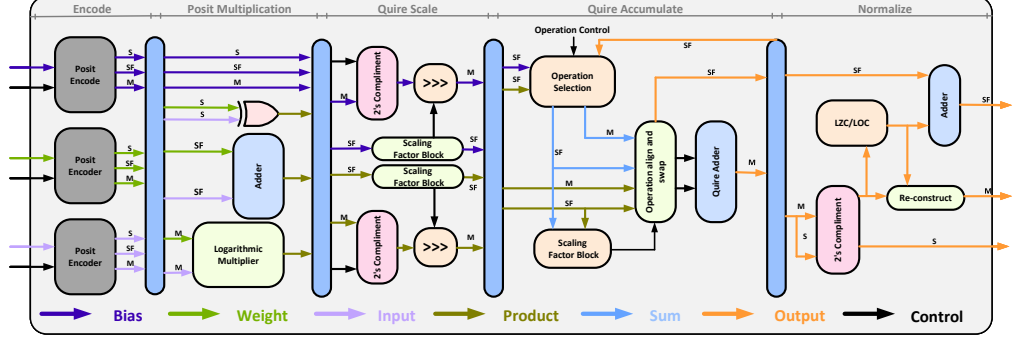 Encode
Posit Multiplication
Quire Scale
Quire Accumulate
Normalize
Posit
Encode
S
SF
M
S
SF
M
S
S
M
2's Compliment
>>>
M
Operation Control
SF
SF
Operation
Selection
SF
SF
SF
Adder
SF
LZC/LOC
M
SF
Posit
Encoder
S
SF
M
SF
SF
Adder
SF
Scaling
Factor Block
SF
SF
Scaling
Factor Block
SF
M
SF
Operation align and
swap
Quire Adder
M
Re-construct
M
Posit
Encoder
S
SF
M
M
M
Logarithmic
Multiplier
M
2's Compliment
>>>
M
Scaling
Factor Block
M
S
2's Compliment
S
Bias
Weight
Input
Product
Sum
Output
Control